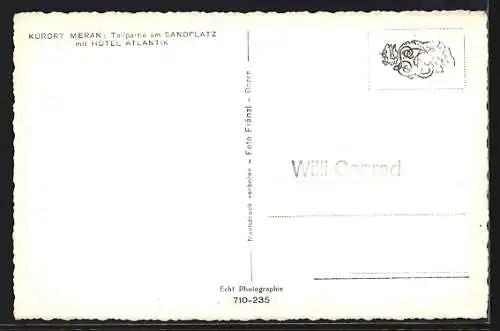 KURORT MERAN: Teilpartie am SANDPLATZ
mit HOTEL ATLANTIK
Nachdruck verboten – Foto Fränzl – Bozen
Willi Conrad
Echt Photographie
710-235